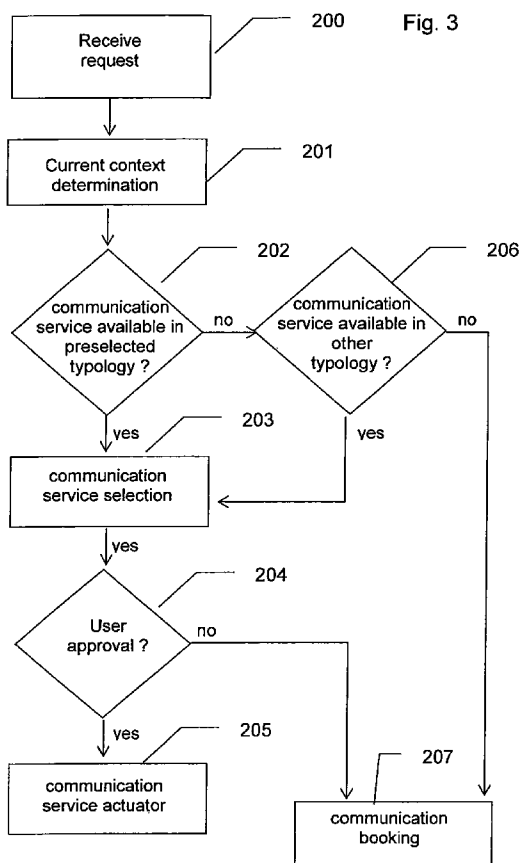 Fig. 3
200
Receive
request
201
Current context
determination
202
communication
service available in
preselected
typology ?
no
206
communication
service available in
other
typology ?
no
yes
203
yes
communication
service selection
yes
204
User
approval ?
no
yes
205
communication
service actuator
207
communication
booking